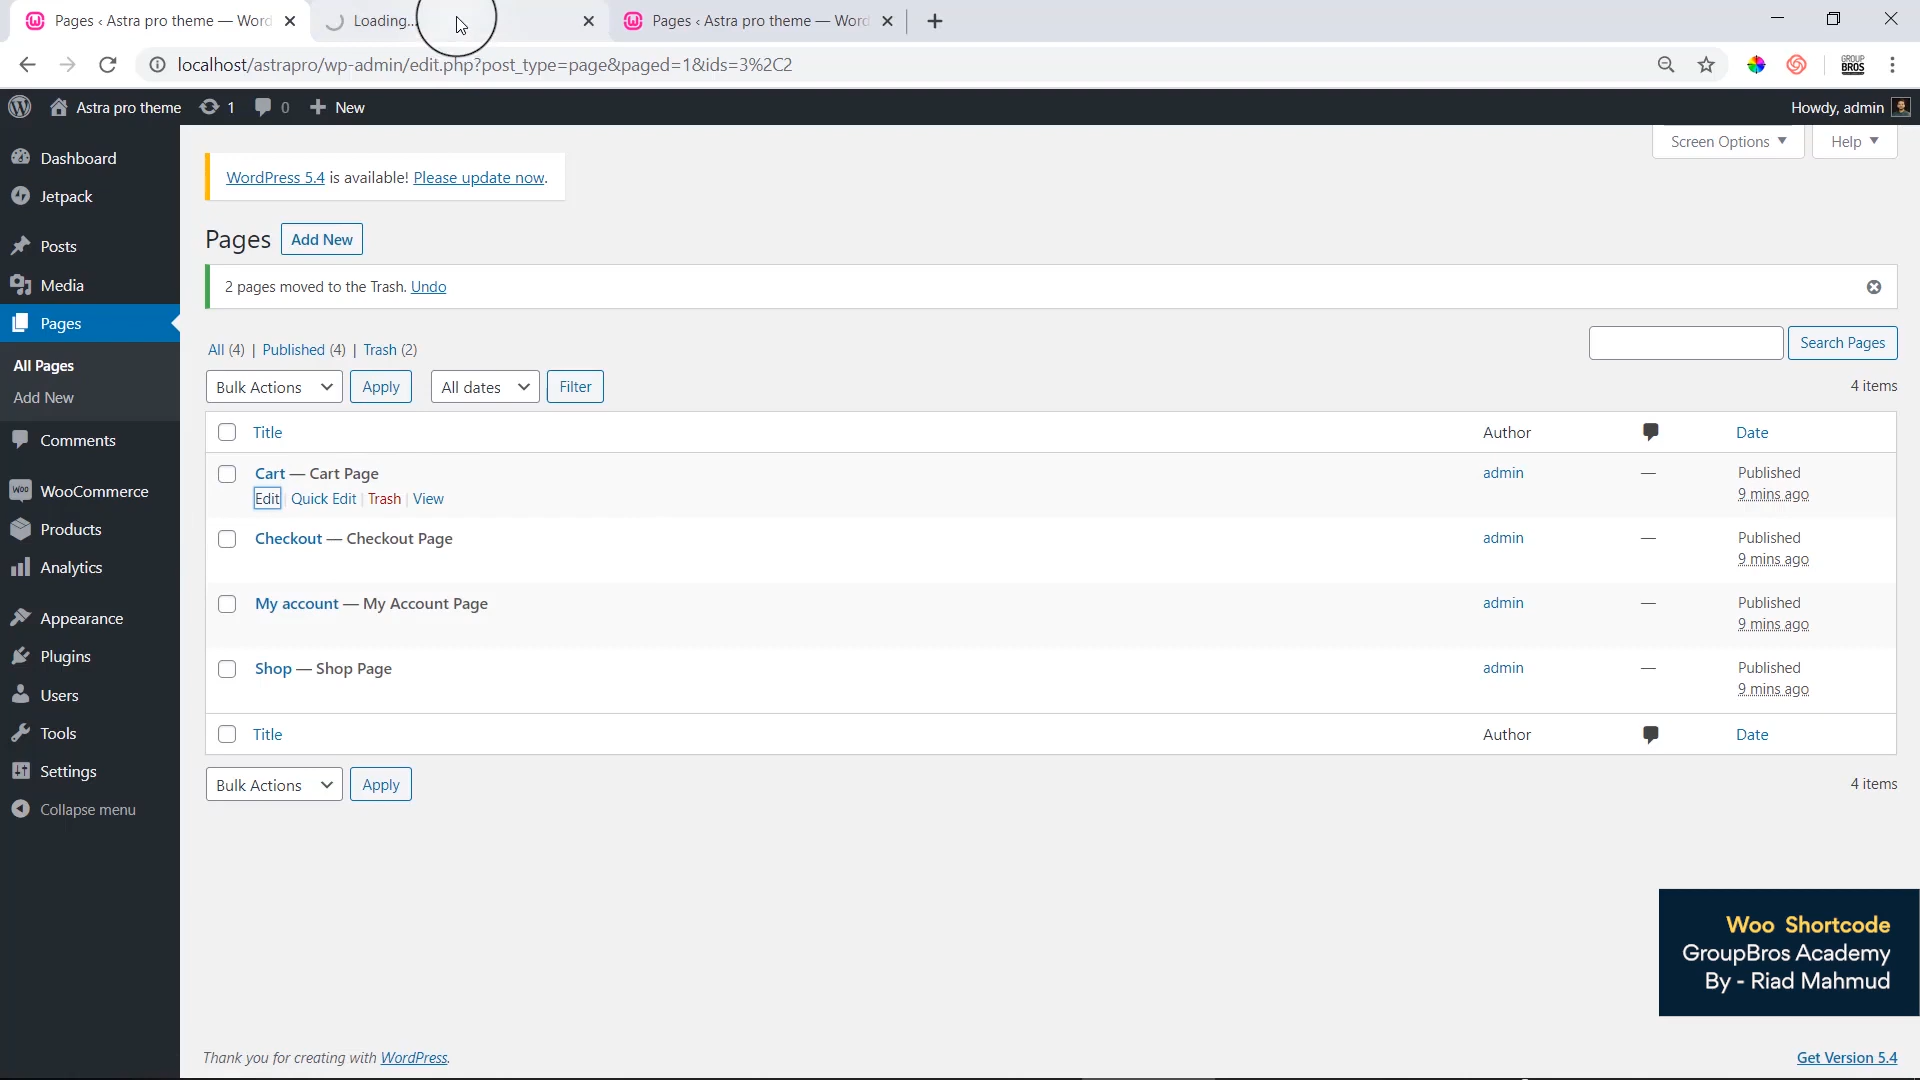 Pages ‹ Astra pro theme — Word
Loading...
Pages ‹ Astra pro theme — Word
localhost/astrapro/wp-admin/edit.php?post_type=page&paged=1&ids=3%2C2
GROUP
BROS
Astra pro theme
1
0
New
Howdy, admin
Screen Options
Help
Dashboard
Jetpack
Posts
Media
Pages
All Pages
Add New
Comments
Woo
WooCommerce
Products
Analytics
Appearance
Plugins
Users
Tools
Settings
Collapse menu
WordPress 5.4 is available! Please update now.
Pages Add New
2 pages moved to the Trash. Undo
All (4) | Published (4) | Trash (2)
Search Pages
Bulk Actions Apply All dates Filter
4 items
Title Author Date
Cart — Cart Page admin — Published
Edit | Quick Edit | Trash | View 9 mins ago
Checkout — Checkout Page admin — Published
9 mins ago
My account — My Account Page admin — Published
9 mins ago
Shop — Shop Page admin — Published
9 mins ago
Title Author Date
Bulk Actions Apply
4 items
Woo Shortcode
GroupBros Academy
By - Riad Mahmud
Thank you for creating with WordPress.
Get Version 5.4